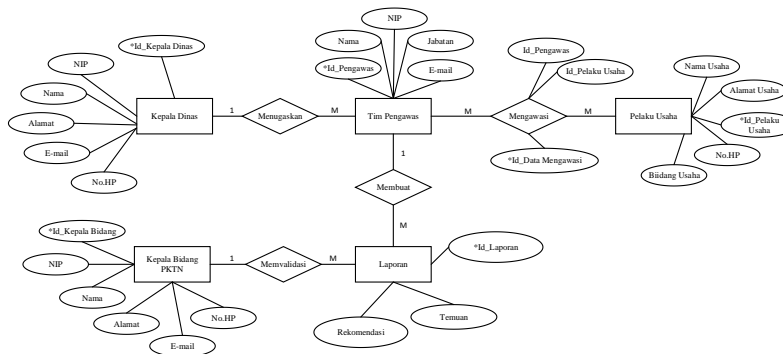 NIP
*Id_Kepala Dinas
Nama
Jabatan
Id_Pengawas
Nama Usaha
NIP
*Id_Pengawas
E-mail
Id_Pelaku Usaha
Alamat Usaha
Nama
Kepala Dinas
1
Menugaskan
M
Tim Pengawas
M
Mengawasi
M
Pelaku Usaha
*Id_Pelaku
Usaha
Alamat
E-mail
1
*Id_Data Mengawasi
No.HP
No.HP
Biidang Usaha
Membuat
*Id_Kepala Bidang
M
*Id_Laporan
NIP
Kepala Bidang
PKTN
1
Memvalidasi
M
Laporan
Nama
Alamat
No.HP
Rekomendasi
Temuan
E-mail